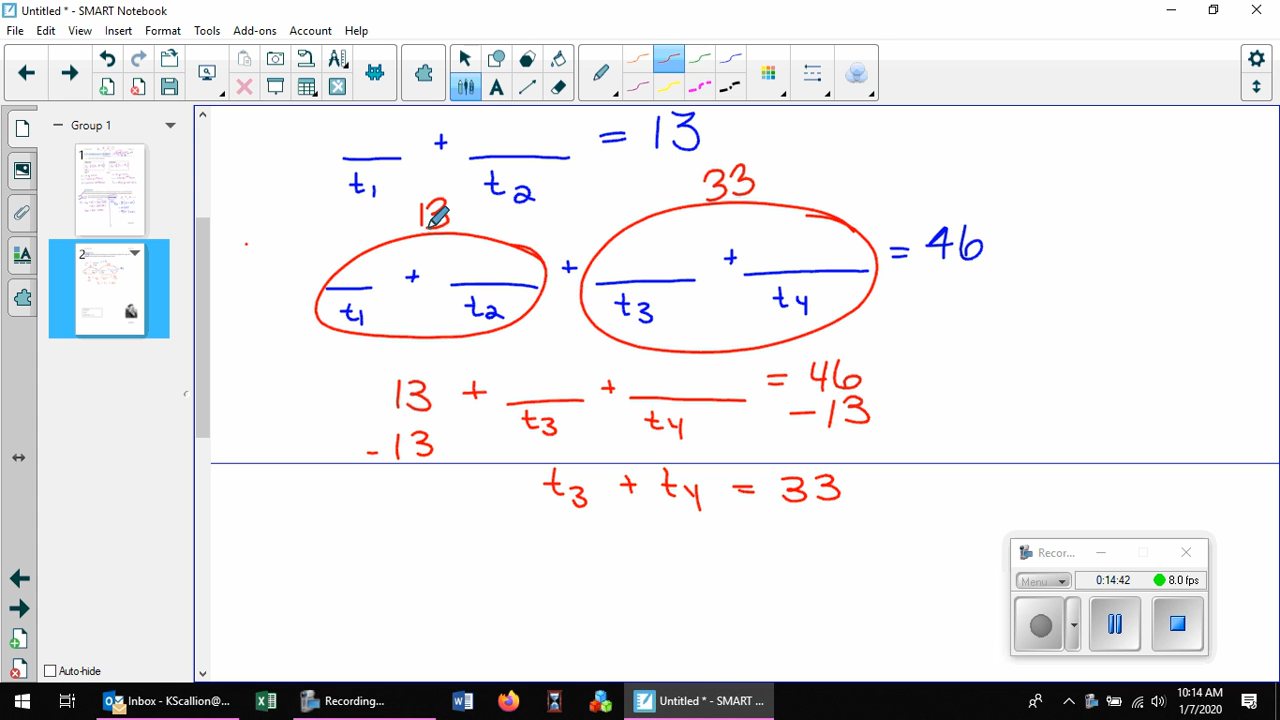 Untitled * - SMART Notebook
File Edit View Insert Format Tools Add-ons Account Help
Group 1
1
2
___ + ___ = 13
t1 t2
13 33
___ + ___ + ___ + ___ = 46
t1 t2 t3 t4
13 + ___ + ___ = 46
t3 t4 - 13
- 13
t3 + t4 = 33
Recor...
Menu 0:14:42 8.0 fps
Auto-hide
Inbox - KScallion@... Recording... Untitled * - SMART ... 10:14 AM
1/7/2020